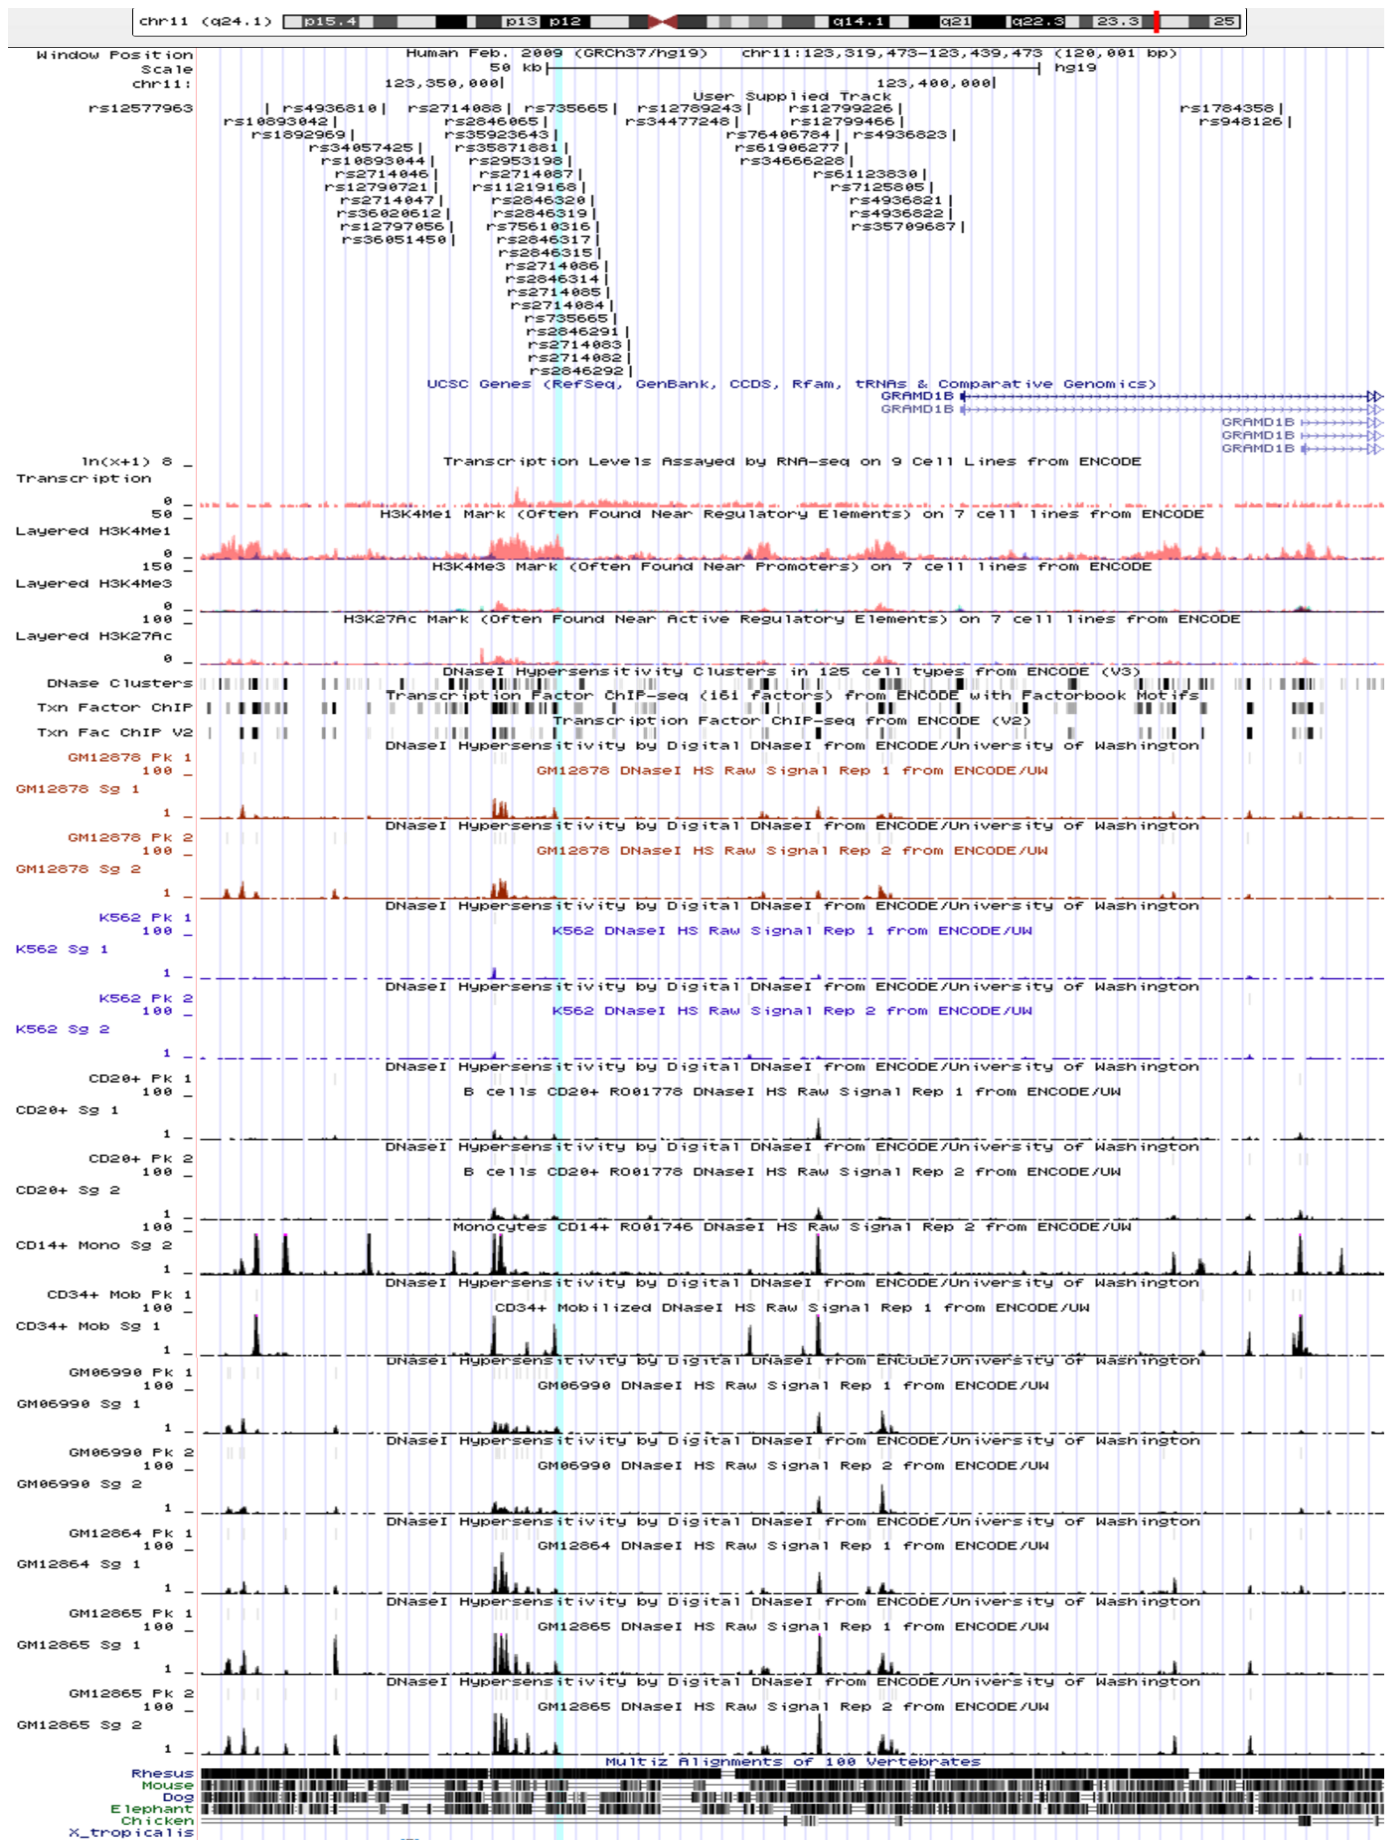 chr11 (q24.1) p15.4 p13 p12 q14.1 q21 q22.3 23.3 25
Window Position Human Feb. 2009 (GRCh37/hg19) chr11:123,319,473-123,439,473 (120,001 bp)
Scale 50 kb hg19
chr11: 123,350,000| 123,400,000|
User Supplied Track
rs12577963 rs4936810 rs2714088 rs735665 rs12789243 rs12799226 rs1784358
rs10893042 rs2846065 rs34477248 rs12799466 rs948126
rs1892969 rs35923643 rs76406784 rs4936823
rs34057425 rs35871881 rs61906277
rs10893044 rs2953198 rs34666228
rs2714046 rs2714087 rs61123830
rs12790721 rs11219168 rs7125805
rs2714047 rs2846320 rs4936821
rs36020612 rs2846319 rs4936822
rs12797056 rs75610316 rs35709687
rs36051450 rs2846317
rs2846315
rs2714086
rs2846314
rs2714085
rs2714084
rs735665
rs2846291
rs2714083
rs2714082
rs2846292
UCSC Genes (RefSeq, GenBank, CCDS, Rfam, tRNAs & Comparative Genomics)
GRAMD1B
GRAMD1B
GRAMD1B
GRAMD1B
GRAMD1B
ln(x+1) 8 _ Transcription Levels Assayed by RNA-seq on 9 Cell Lines from ENCODE
Transcription
0 _
50 _ H3K4Me1 Mark (Often Found Near Regulatory Elements) on 7 cell lines from ENCODE
Layered H3K4Me1
0 _
150 _ H3K4Me3 Mark (Often Found Near Promoters) on 7 cell lines from ENCODE
Layered H3K4Me3
0 _
100 _ H3K27Ac Mark (Often Found Near Active Regulatory Elements) on 7 cell lines from ENCODE
Layered H3K27Ac
0 _
DNaseI Hypersensitivity Clusters in 125 cell types from ENCODE (V3)
DNase Clusters
Transcription Factor ChIP-seq (161 factors) from ENCODE with Factorbook Motifs
Txn Factor ChIP
Transcription Factor ChIP-seq from ENCODE (V2)
Txn Fac ChIP V2
DNaseI Hypersensitivity by Digital DNaseI from ENCODE/University of Washington
GM12878 Pk 1
100 _ GM12878 DNaseI HS Raw Signal Rep 1 from ENCODE/UW
GM12878 Sg 1
1 _
DNaseI Hypersensitivity by Digital DNaseI from ENCODE/University of Washington
GM12878 Pk 2
100 _ GM12878 DNaseI HS Raw Signal Rep 2 from ENCODE/UW
GM12878 Sg 2
1 _
DNaseI Hypersensitivity by Digital DNaseI from ENCODE/University of Washington
K562 Pk 1
100 _ K562 DNaseI HS Raw Signal Rep 1 from ENCODE/UW
K562 Sg 1
1 _
DNaseI Hypersensitivity by Digital DNaseI from ENCODE/University of Washington
K562 Pk 2
100 _ K562 DNaseI HS Raw Signal Rep 2 from ENCODE/UW
K562 Sg 2
1 _
DNaseI Hypersensitivity by Digital DNaseI from ENCODE/University of Washington
CD20+ Pk 1
100 _ B cells CD20+ RO01778 DNaseI HS Raw Signal Rep 1 from ENCODE/UW
CD20+ Sg 1
1 _
DNaseI Hypersensitivity by Digital DNaseI from ENCODE/University of Washington
CD20+ Pk 2
100 _ B cells CD20+ RO01778 DNaseI HS Raw Signal Rep 2 from ENCODE/UW
CD20+ Sg 2
1 _
100 _ Monocytes CD14+ RO01746 DNaseI HS Raw Signal Rep 2 from ENCODE/UW
CD14+ Mono Sg 2
1 _
DNaseI Hypersensitivity by Digital DNaseI from ENCODE/University of Washington
CD34+ Mob Pk 1
100 _ CD34+ Mobilized DNaseI HS Raw Signal Rep 1 from ENCODE/UW
CD34+ Mob Sg 1
1 _
DNaseI Hypersensitivity by Digital DNaseI from ENCODE/University of Washington
GM06990 Pk 1
100 _ GM06990 DNaseI HS Raw Signal Rep 1 from ENCODE/UW
GM06990 Sg 1
1 _
DNaseI Hypersensitivity by Digital DNaseI from ENCODE/University of Washington
GM06990 Pk 2
100 _ GM06990 DNaseI HS Raw Signal Rep 2 from ENCODE/UW
GM06990 Sg 2
1 _
DNaseI Hypersensitivity by Digital DNaseI from ENCODE/University of Washington
GM12864 Pk 1
100 _ GM12864 DNaseI HS Raw Signal Rep 1 from ENCODE/UW
GM12864 Sg 1
1 _
DNaseI Hypersensitivity by Digital DNaseI from ENCODE/University of Washington
GM12865 Pk 1
100 _ GM12865 DNaseI HS Raw Signal Rep 1 from ENCODE/UW
GM12865 Sg 1
1 _
DNaseI Hypersensitivity by Digital DNaseI from ENCODE/University of Washington
GM12865 Pk 2
100 _ GM12865 DNaseI HS Raw Signal Rep 2 from ENCODE/UW
GM12865 Sg 2
1 _
Multiz Alignments of 100 Vertebrates
Rhesus
Mouse
Dog
Elephant
Chicken
X_tropicalis